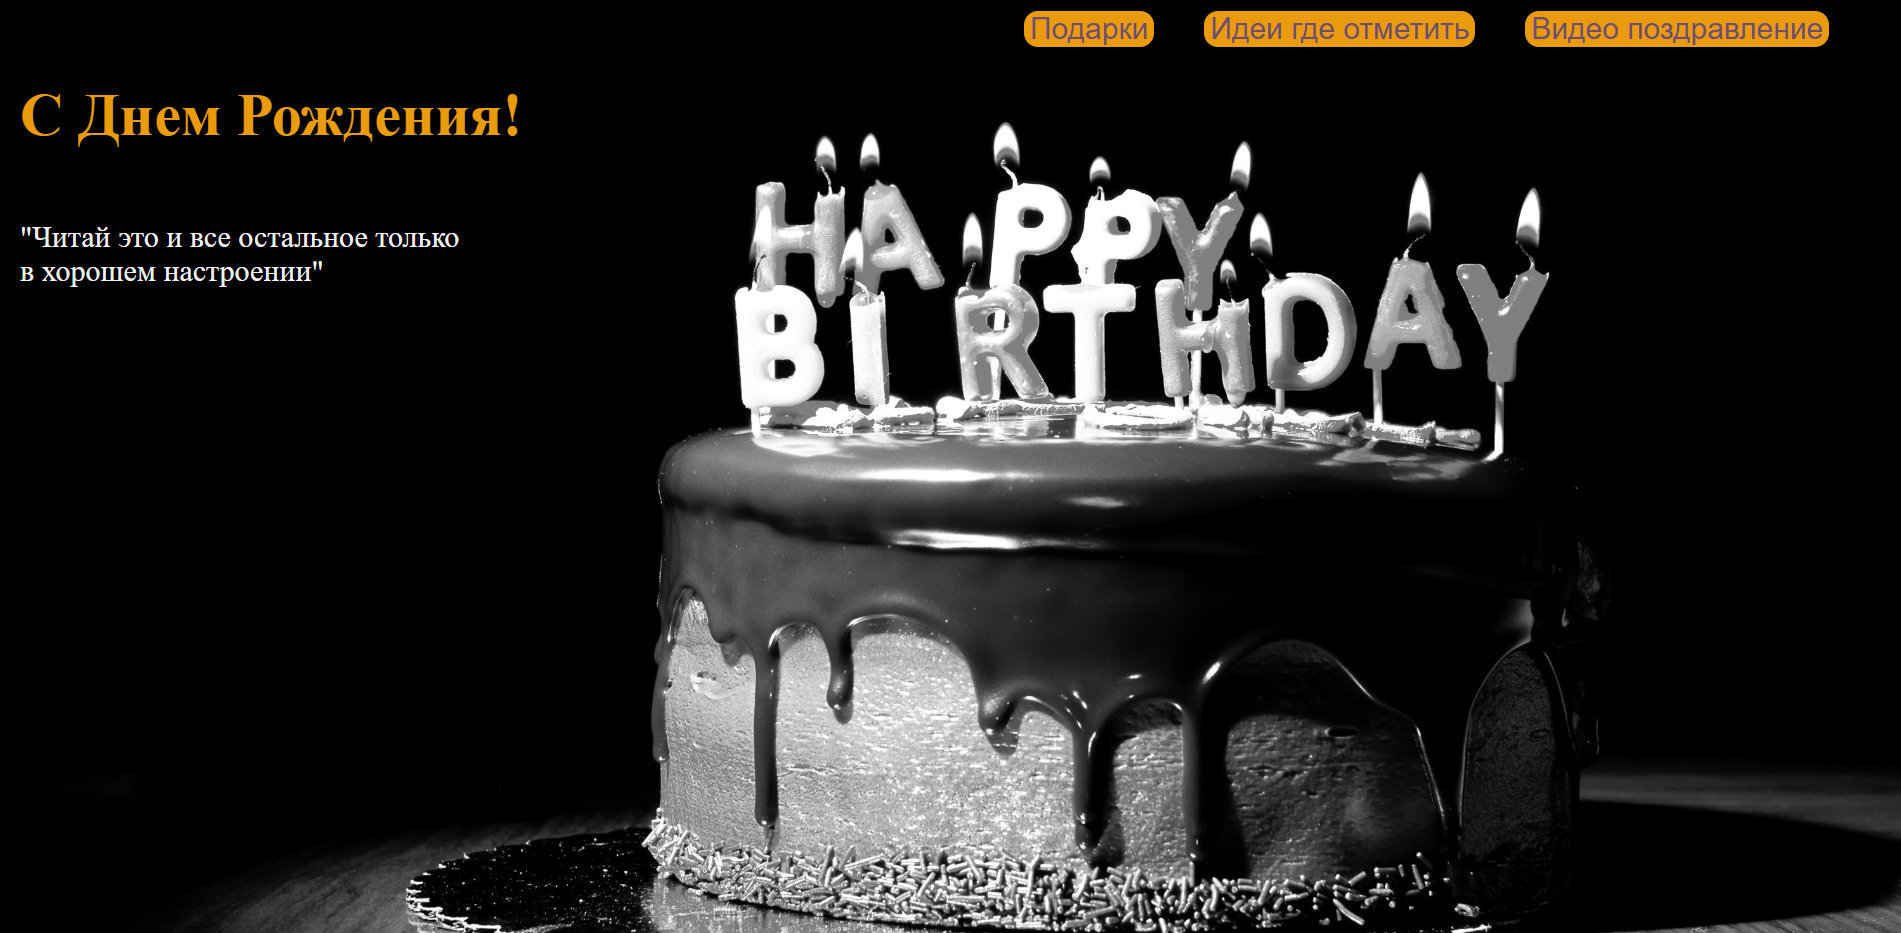 Подарки Идеи где отметить Видео поздравление
С Днем Рождения!
"Читай это и все остальное только
в хорошем настроении"
HAPPY
BIRTHDAY